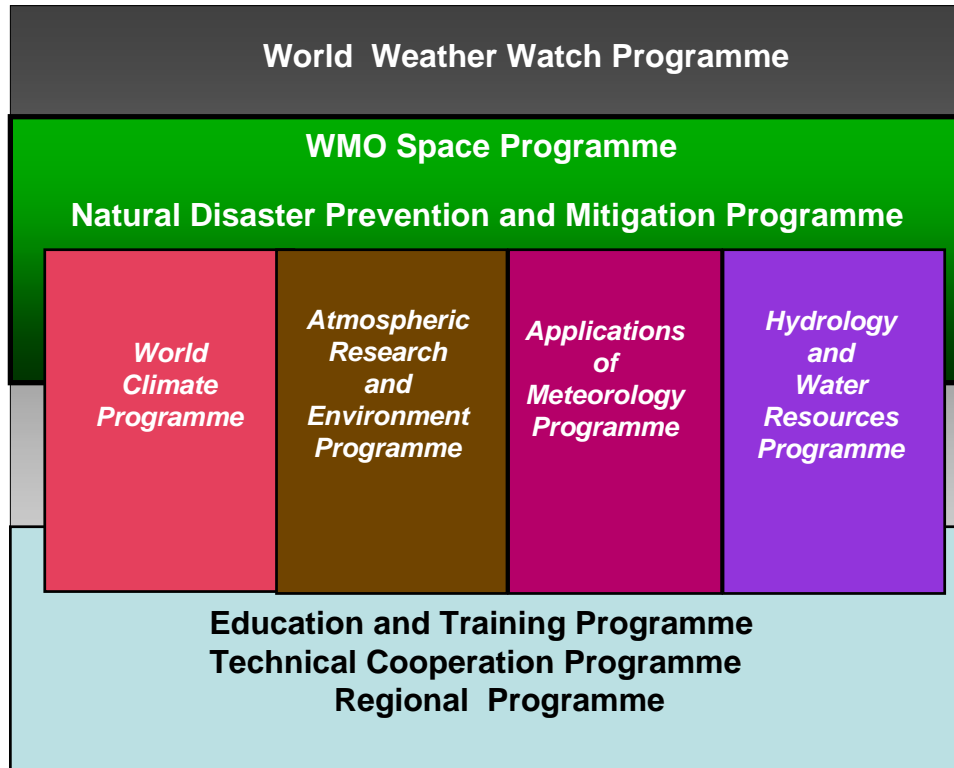 World  Weather Watch Programme
WMO Space Programme
Natural Disaster Prevention and Mitigation Programme
World
Climate
Programme
Atmospheric
Research
and
Environment
Programme
Applications
of
Meteorology
Programme
Hydrology
and
Water
Resources
Programme
Education and Training Programme
Technical Cooperation Programme
Regional  Programme